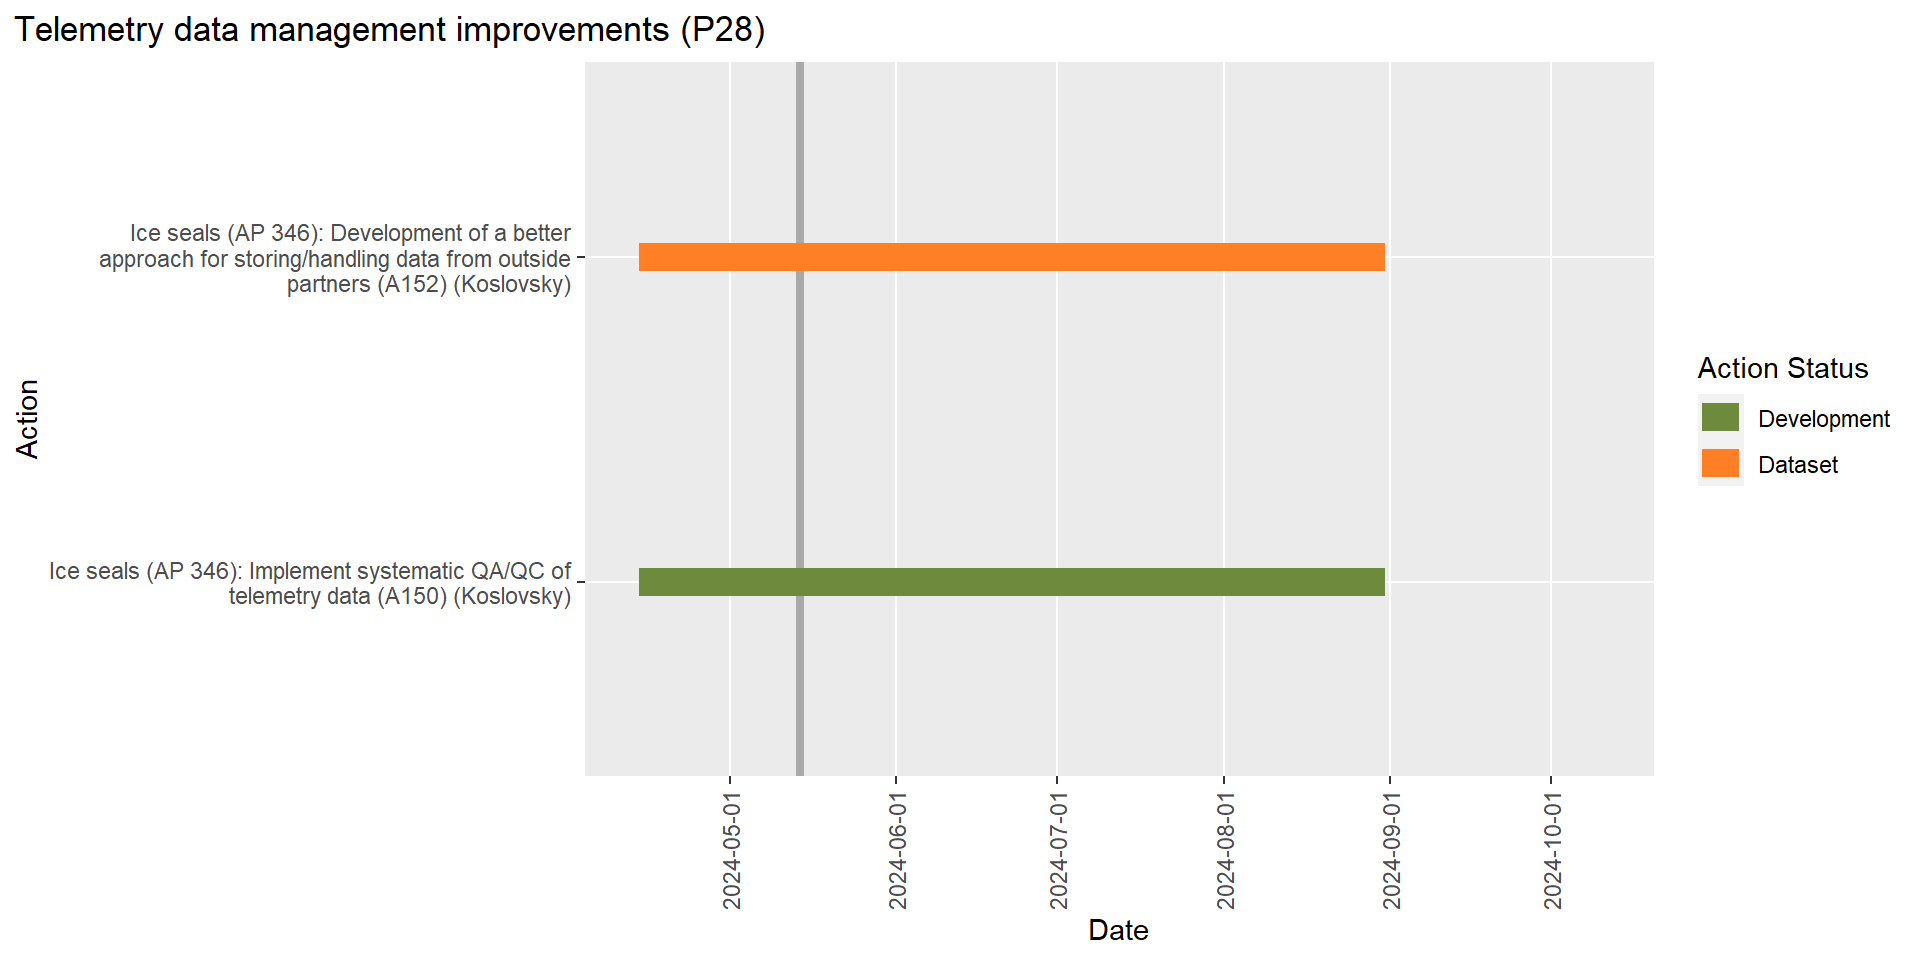 Telemetry data management improvements (P28)
Action
Ice seals (AP 346): Development of a better
approach for storing/handling data from outside
partners (A152) (Koslovsky)
Ice seals (AP 346): Implement systematic QA/QC of
telemetry data (A150) (Koslovsky)
2024-05-01
2024-06-01
2024-07-01
2024-08-01
2024-09-01
2024-10-01
Date
Action Status
Development
Dataset